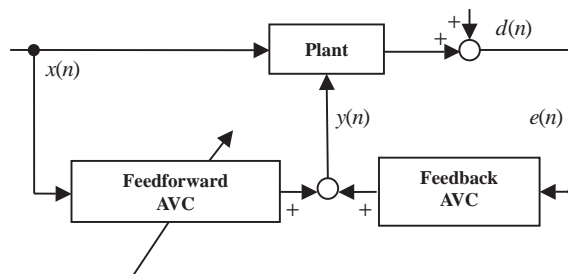 +
d(n)
+
Plant
x(n)
y(n)
e(n)
Feedforward
AVC
Feedback
AVC
+
+